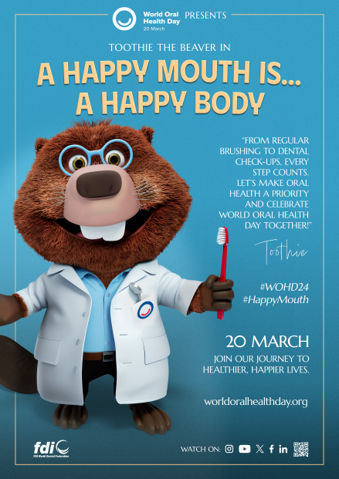 World Oral
Health Day
20 March
PRESENTS
TOOTHIE THE BEAVER IN
A HAPPY MOUTH IS...
A HAPPY BODY
"FROM REGULAR
BRUSHING TO DENTAL
CHECK-UPS, EVERY
STEP COUNTS.
LET'S MAKE ORAL
HEALTH A PRIORITY
AND CELEBRATE
WORLD ORAL HEALTH
DAY TOGETHER!"
Toothie
#WOHD24
#HappyMouth
20 MARCH
JOIN OUR JOURNEY TO
HEALTHIER, HAPPIER LIVES.
worldoralhealthday.org
fdi
FDI World Dental Federation
WATCH ON: